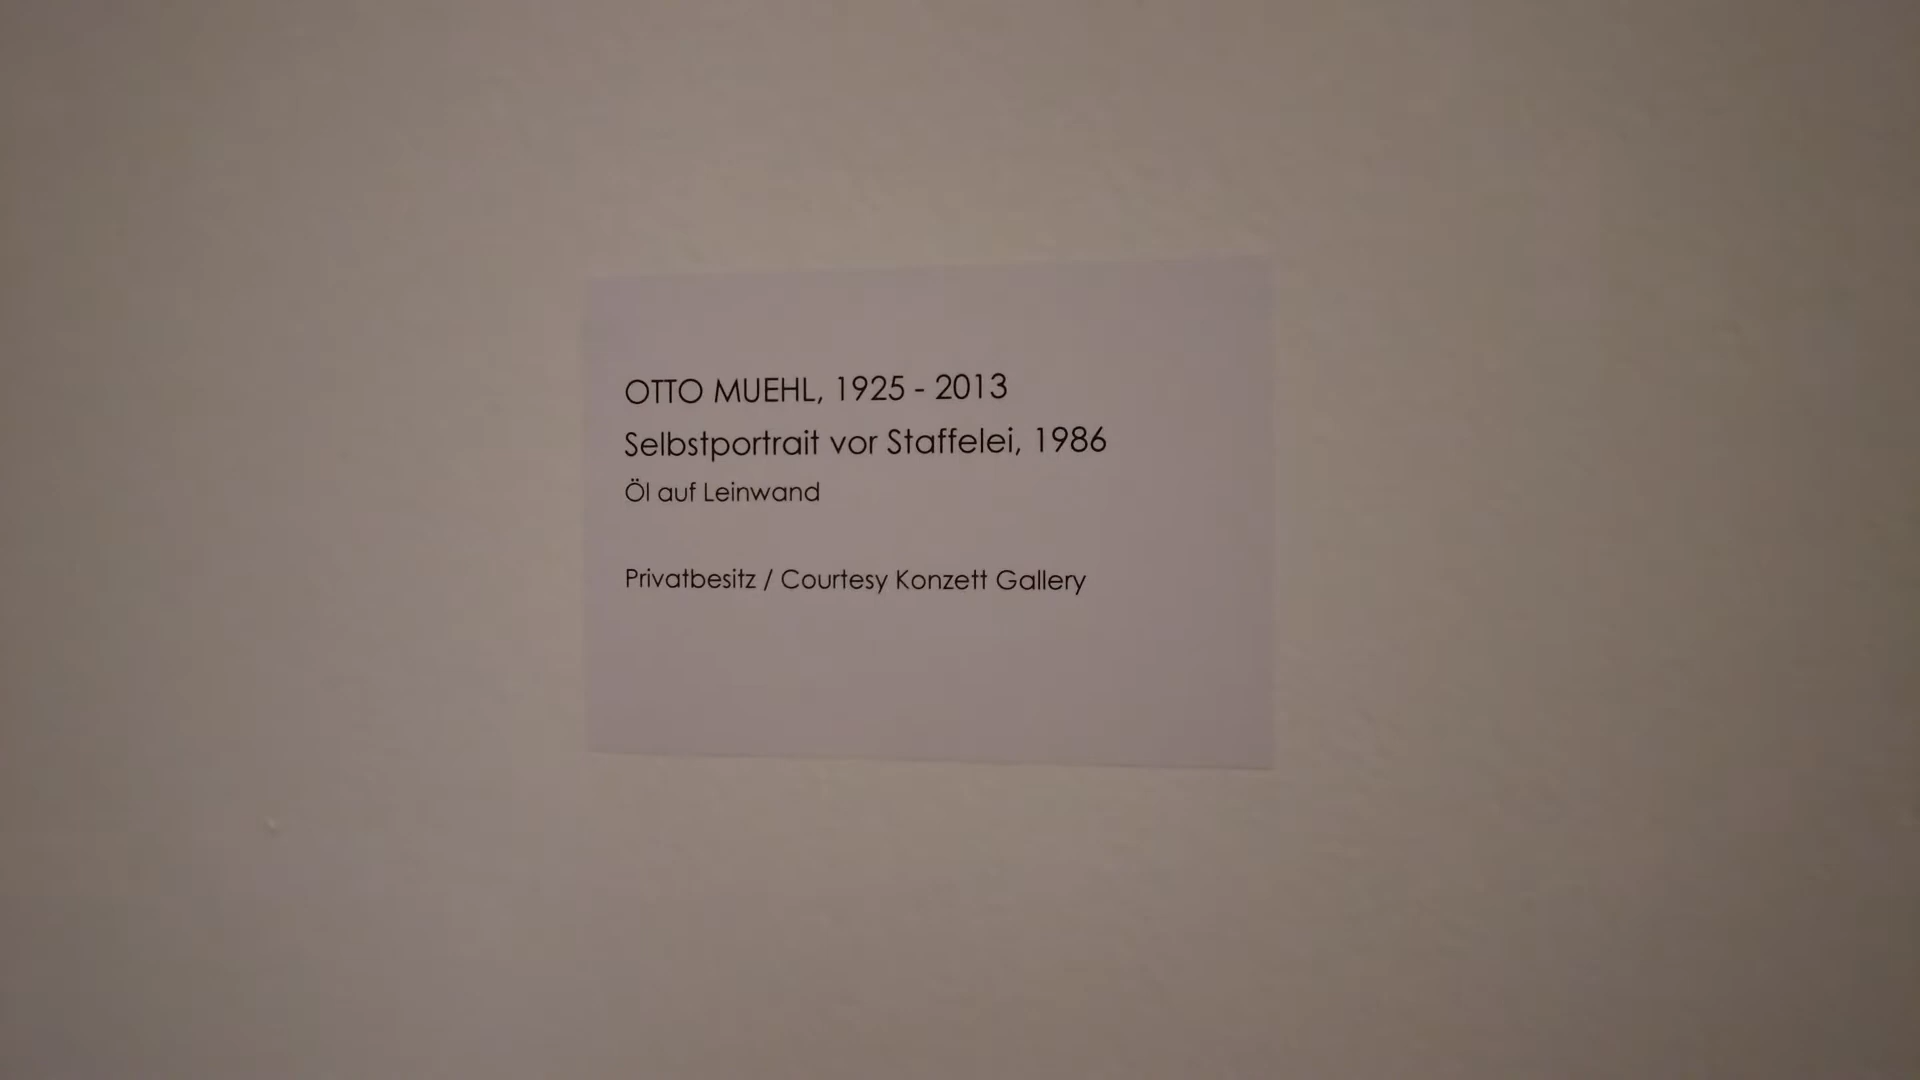 OTTO MUEHL, 1925 - 2013
Selbstportrait vor Staffelei, 1986
Öl auf Leinwand
Privatbesitz / Courtesy Konzett Gallery